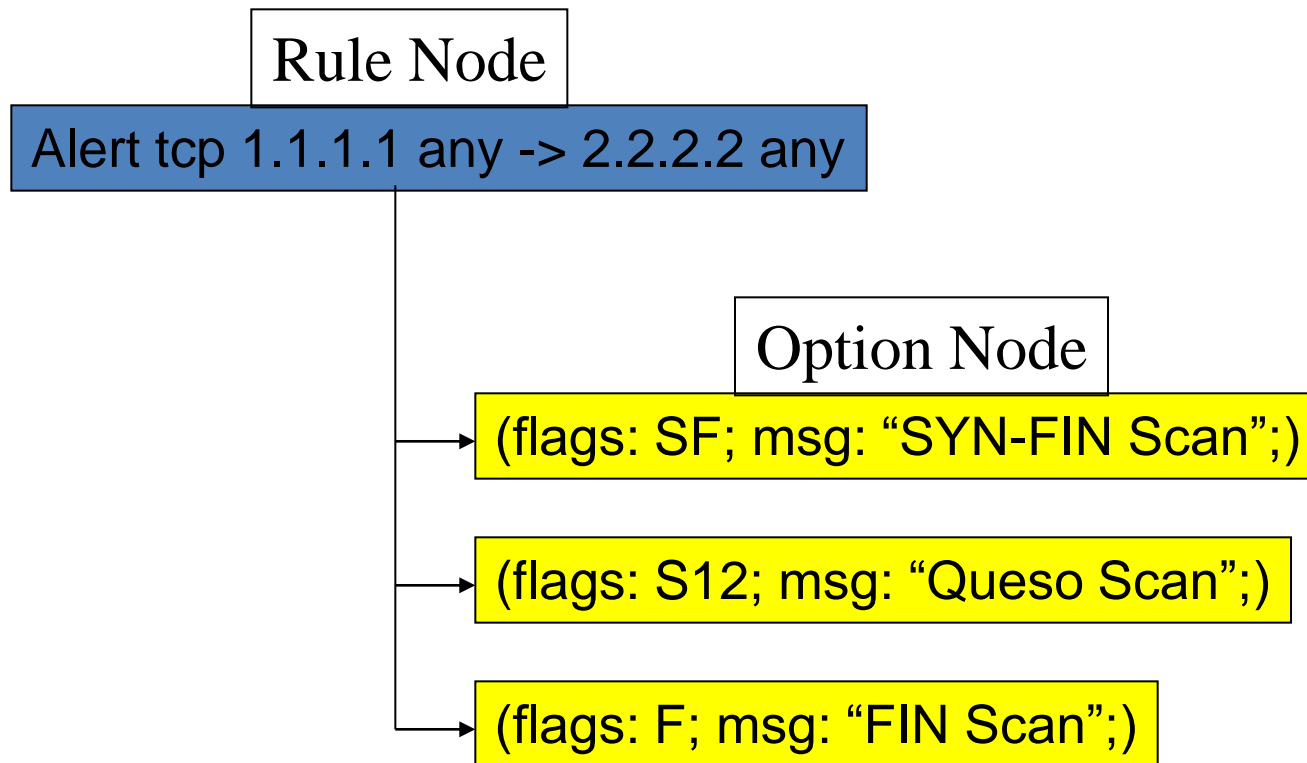 Rule Node
Alert tcp 1.1.1.1 any -> 2.2.2.2 any
Option Node
(flags: SF; msg: “SYN-FIN Scan”;)
(flags: S12; msg: “Queso Scan”;)
(flags: F; msg: “FIN Scan”;)